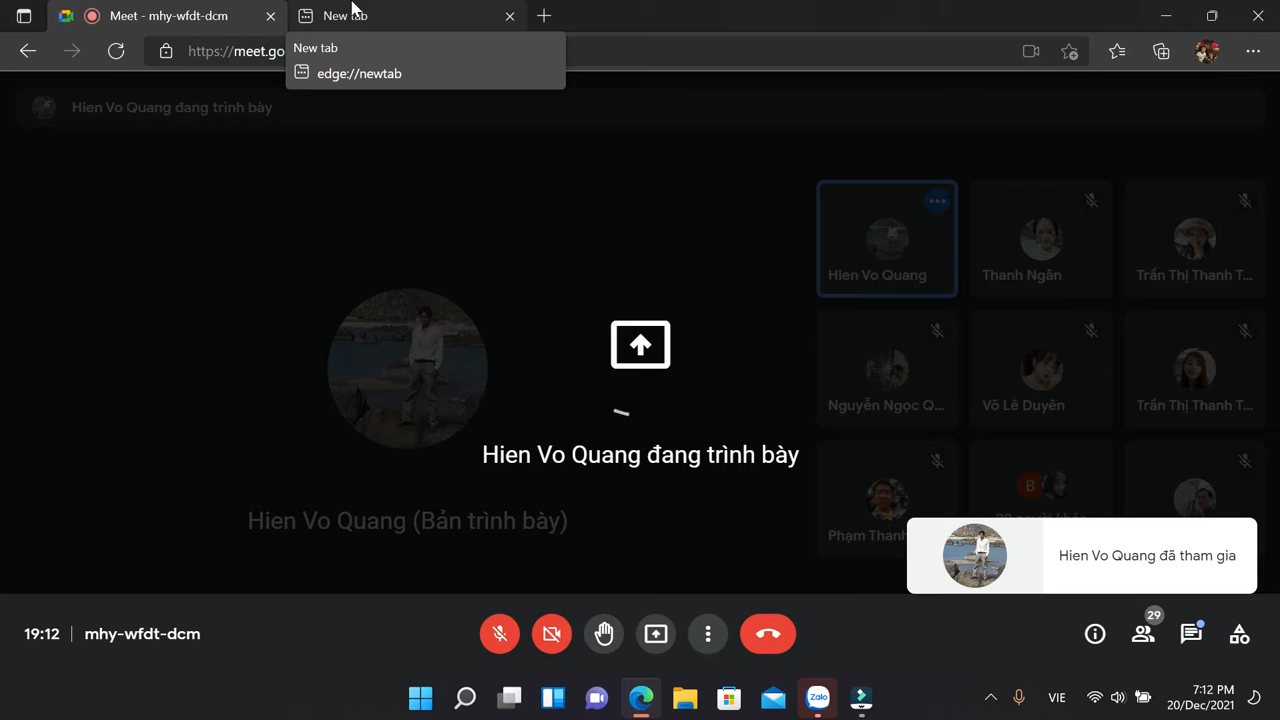 Meet - mhy-wfdt-dcm
New tab
https://meet.go
New tab
edge://newtab
Hien Vo Quang đang trình bày
Hien Vo Quang
Thanh Ngân
Trần Thị Thanh T...
Nguyễn Ngọc Q...
Võ Lê Duyên
Trần Thị Thanh T...
Hien Vo Quang đang trình bày
Hien Vo Quang (Bản trình bày)
B
Phạm Thanh
Hien Vo Quang đã tham gia
19:12
mhy-wfdt-dcm
29
Zalo
VIE
7:12 PM
20/Dec/2021